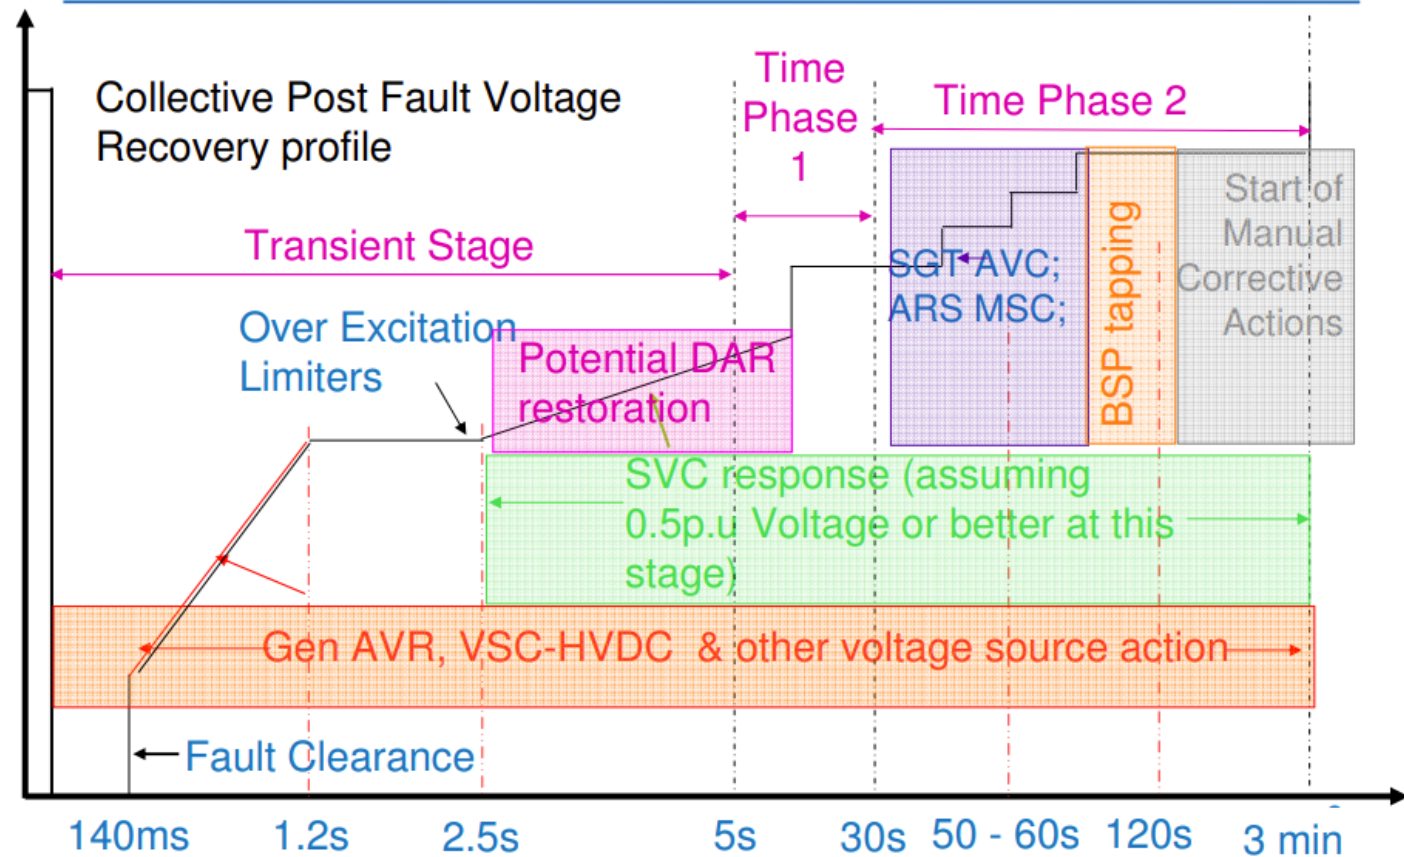 Collective Post Fault Voltage
Recovery profile
Time
Phase
1
Time Phase 2
Transient Stage
Over Excitation
Limiters
Potential DAR
restoration
SGT AVC;
ARS MSC;
BSP tapping
Start of
Manual
Corrective
Actions
SVC response (assuming
0.5p.u Voltage or better at this
stage)
Gen AVR, VSC-HVDC & other voltage source action
Fault Clearance
140ms
1.2s
2.5s
5s
30s
50 - 60s
120s
3 min